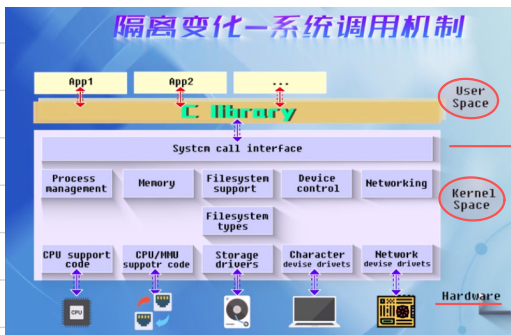 隔离变化—系统调用机制
App1 App2 ...
User
Space
C library
Systcm call interface
Process
management
Memory
Filesystem
support
Device
control
Networking
Kernel
Space
Filesystem
types
CPU support
code
CPU/MMU
suppotr code
Storage
drivers
Character
devise drivets
Network
devise drivets
Hardware
CPU